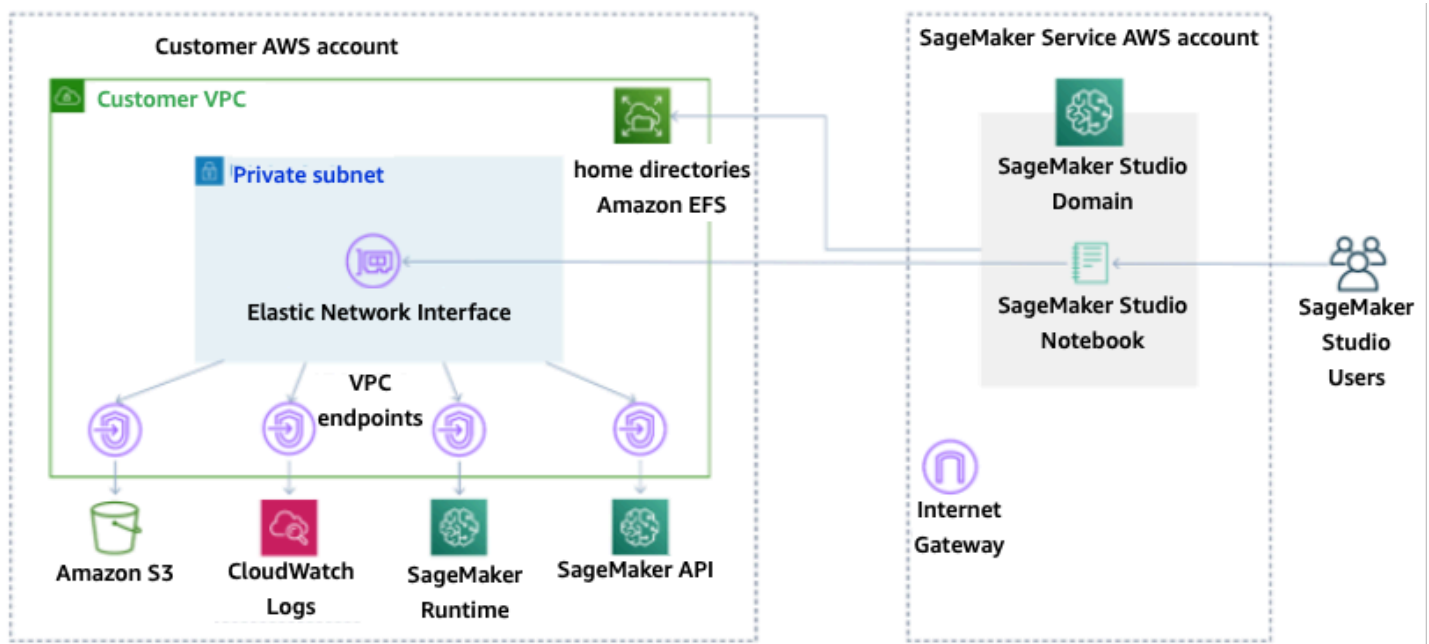 Customer AWS account
SageMaker Service AWS account
Customer VPC
home directories
Amazon EFS
Private subnet
Elastic Network Interface
VPC
endpoints
Amazon S3
CloudWatch
Logs
SageMaker
Runtime
SageMaker API
SageMaker Studio
Domain
SageMaker Studio
Notebook
Internet
Gateway
SageMaker
Studio
Users